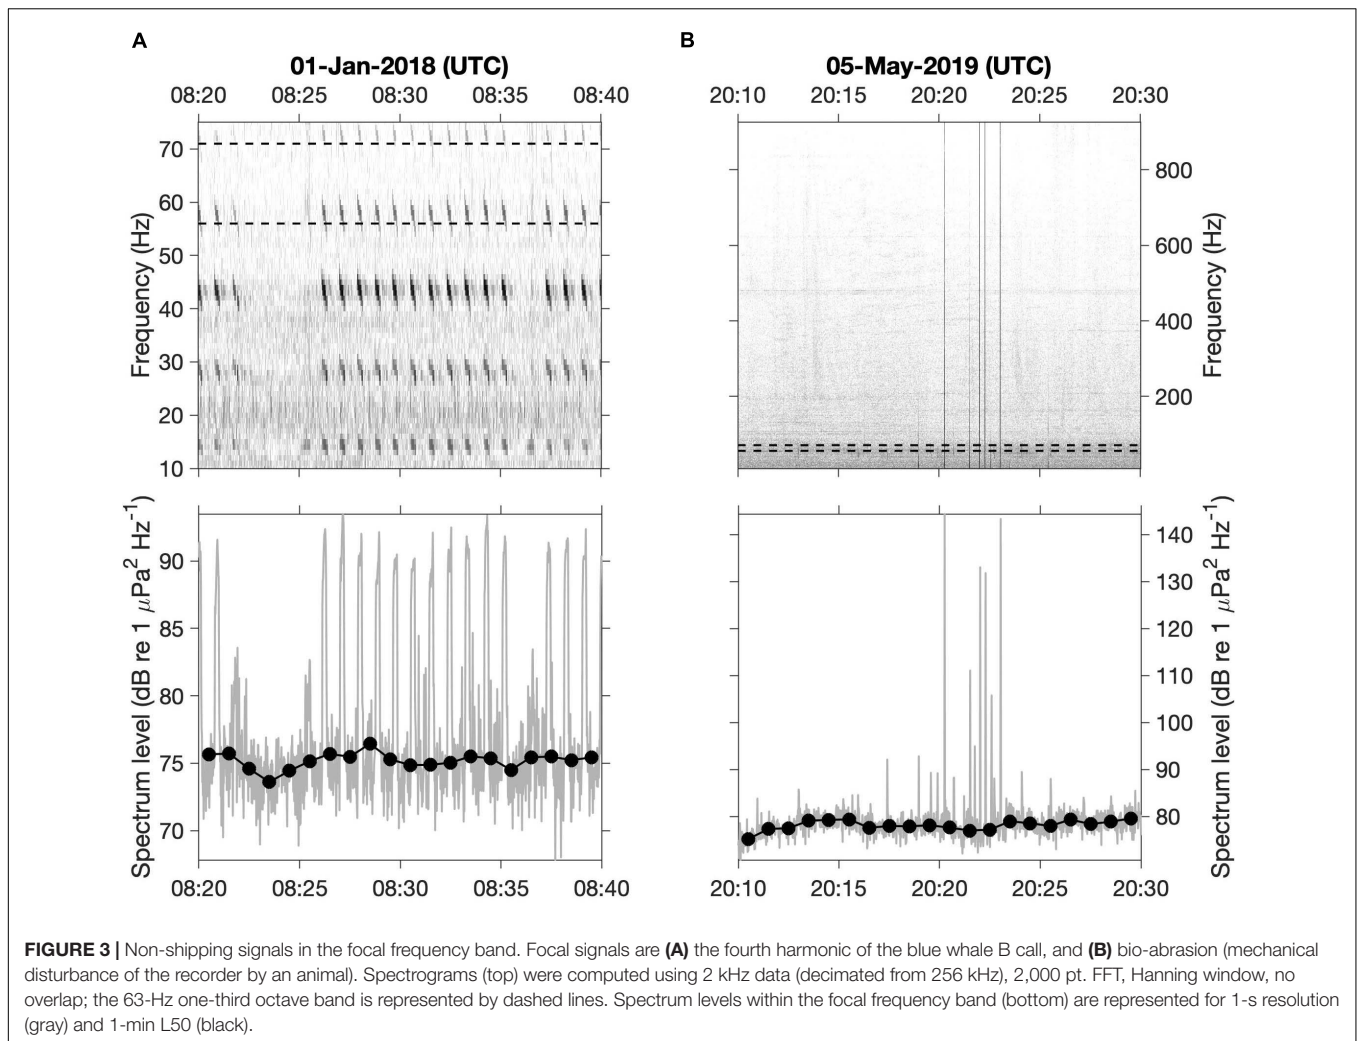 A
01-Jan-2018 (UTC)
08:20 08:25 08:30 08:35 08:40
70
60
50
40
30
20
10
Frequency (Hz)
90
85
80
75
70
Spectrum level (dB re 1 μPa² Hz⁻¹)
08:20 08:25 08:30 08:35 08:40
B
05-May-2019 (UTC)
20:10 20:15 20:20 20:25 20:30
800
600
400
200
Frequency (Hz)
140
130
120
110
100
90
80
Spectrum level (dB re 1 μPa² Hz⁻¹)
20:10 20:15 20:20 20:25 20:30
FIGURE 3 | Non-shipping signals in the focal frequency band. Focal signals are (A) the fourth harmonic of the blue whale B call, and (B) bio-abrasion (mechanical
disturbance of the recorder by an animal). Spectrograms (top) were computed using 2 kHz data (decimated from 256 kHz), 2,000 pt. FFT, Hanning window, no
overlap; the 63-Hz one-third octave band is represented by dashed lines. Spectrum levels within the focal frequency band (bottom) are represented for 1-s resolution
(gray) and 1-min L50 (black).